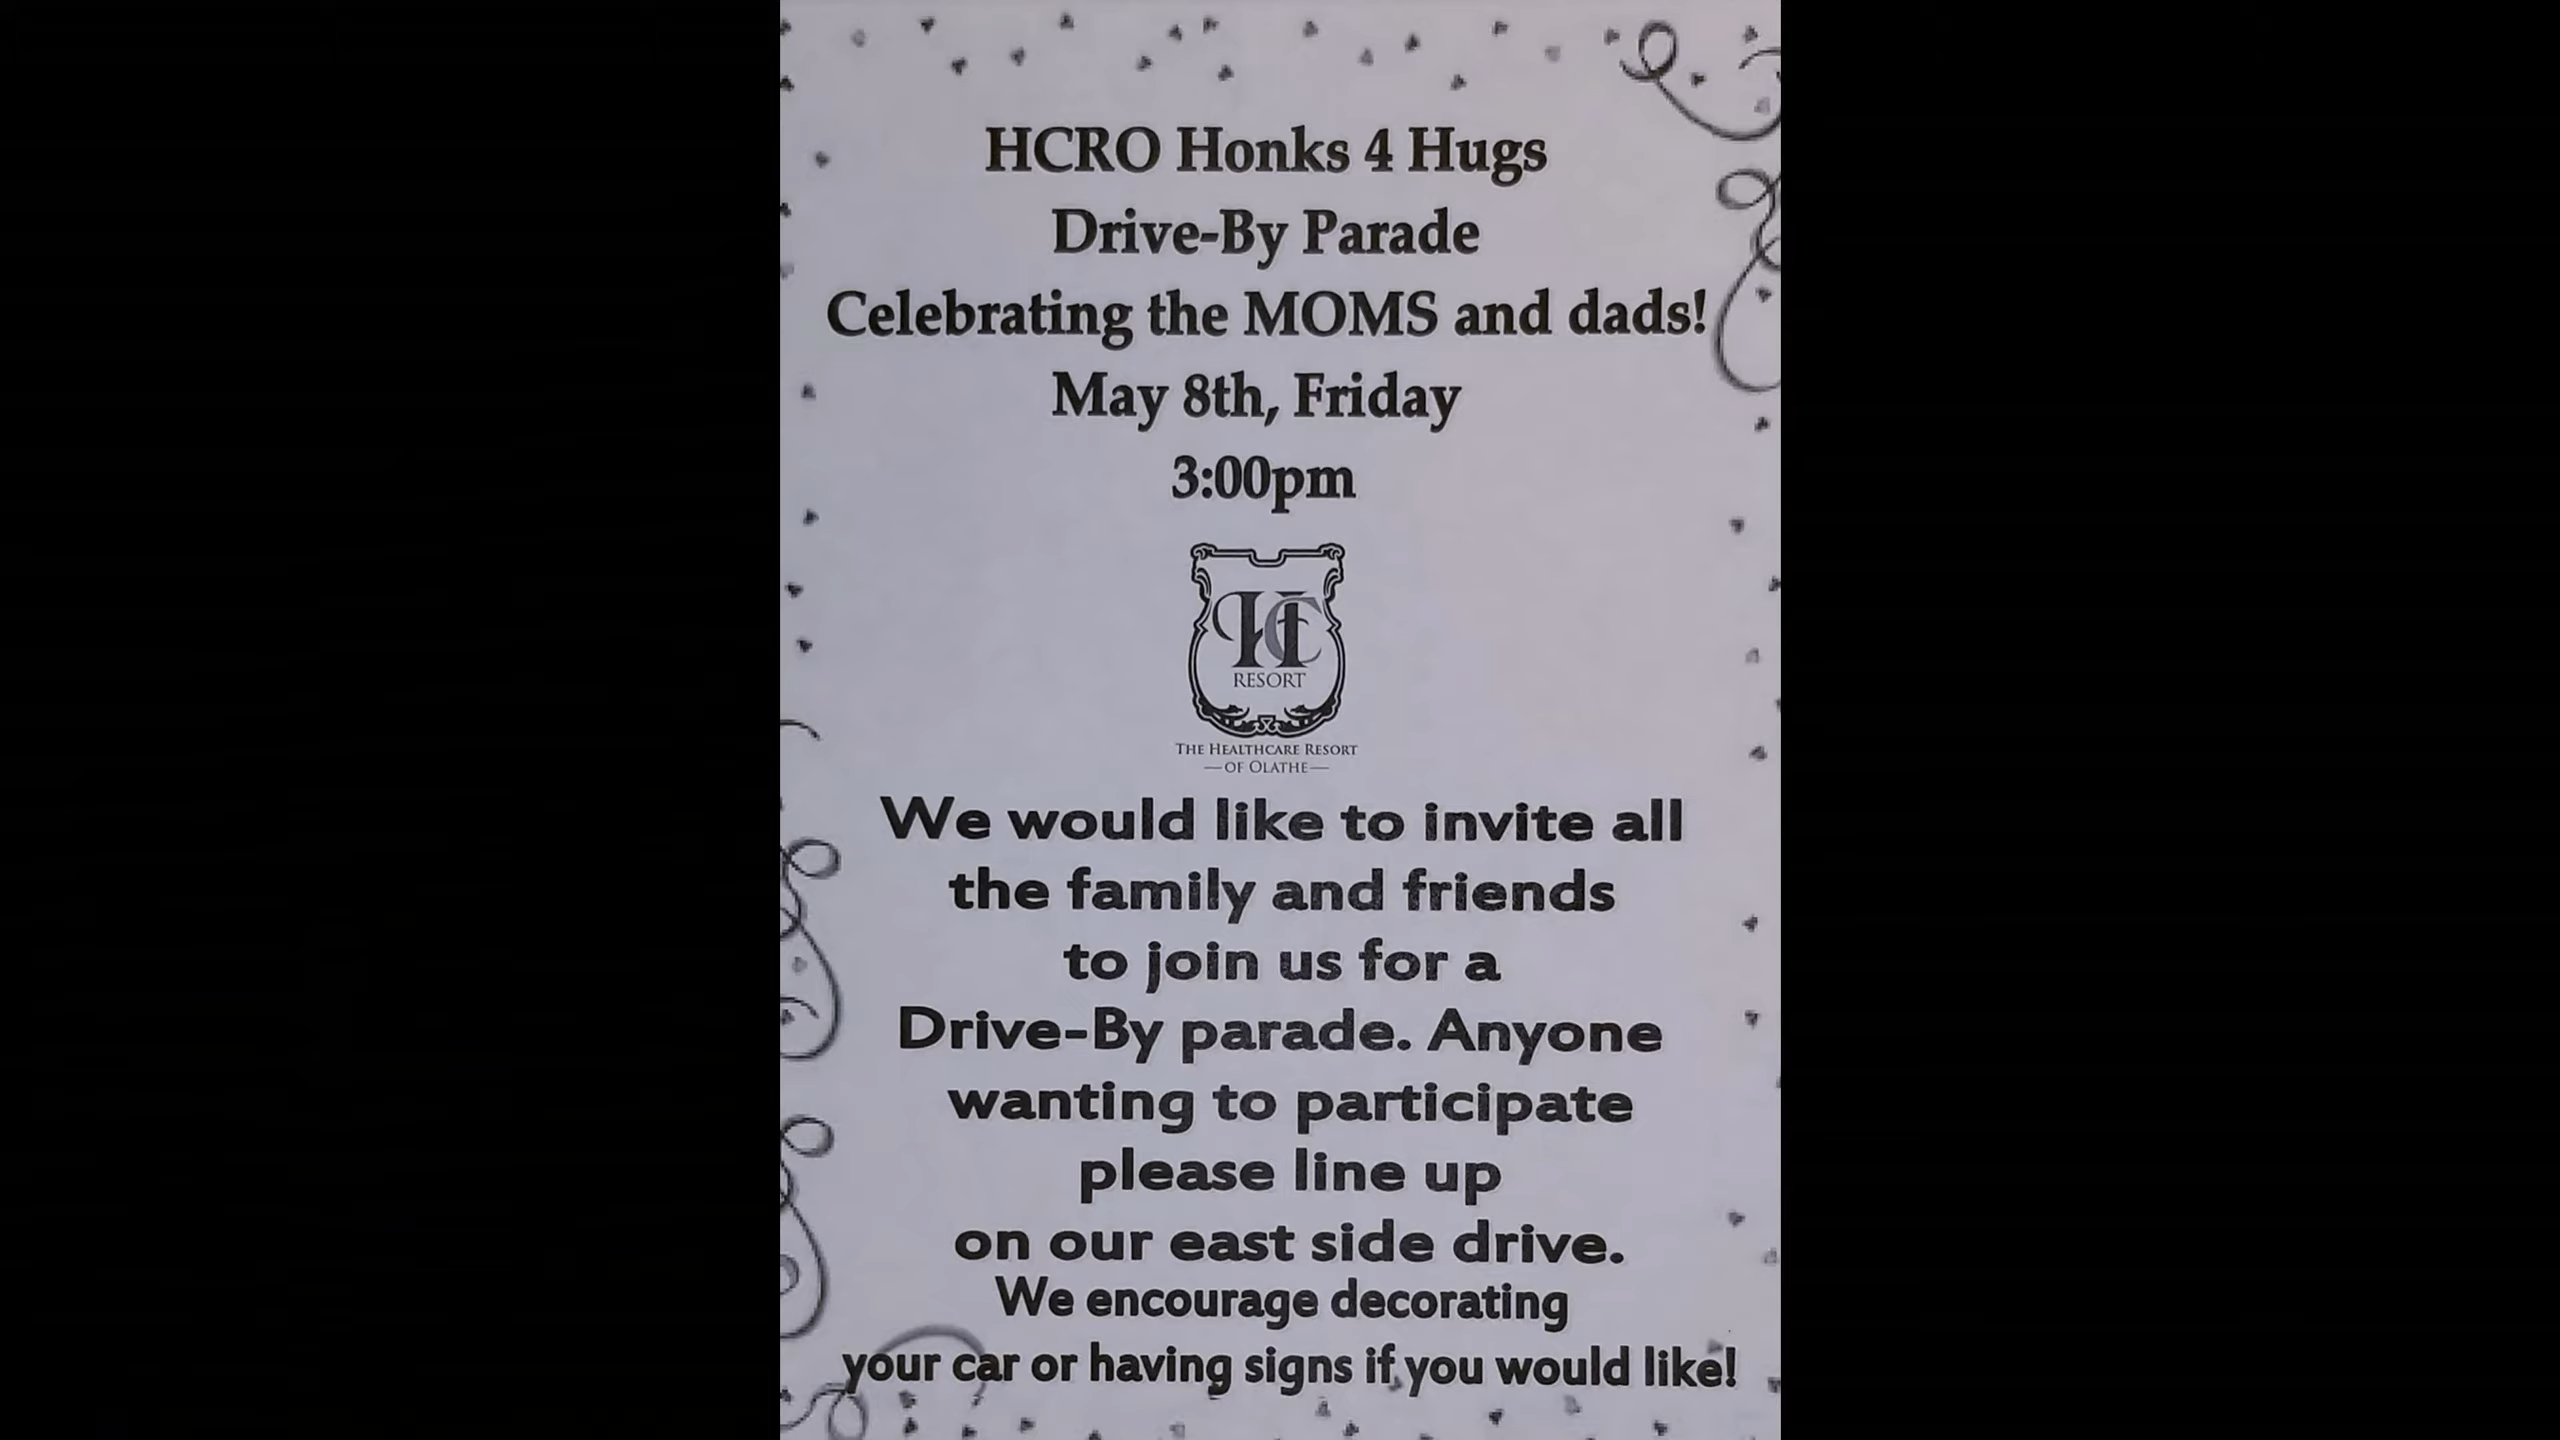 HCRO Honks 4 Hugs
Drive-By Parade
Celebrating the MOMS and dads!
May 8th, Friday
3:00pm
HC
RESORT
THE HEALTHCARE RESORT
—OF OLATHE—
We would like to invite all
the family and friends
to join us for a
Drive-By parade. Anyone
wanting to participate
please line up
on our east side drive.
We encourage decorating
your car or having signs if you would like!